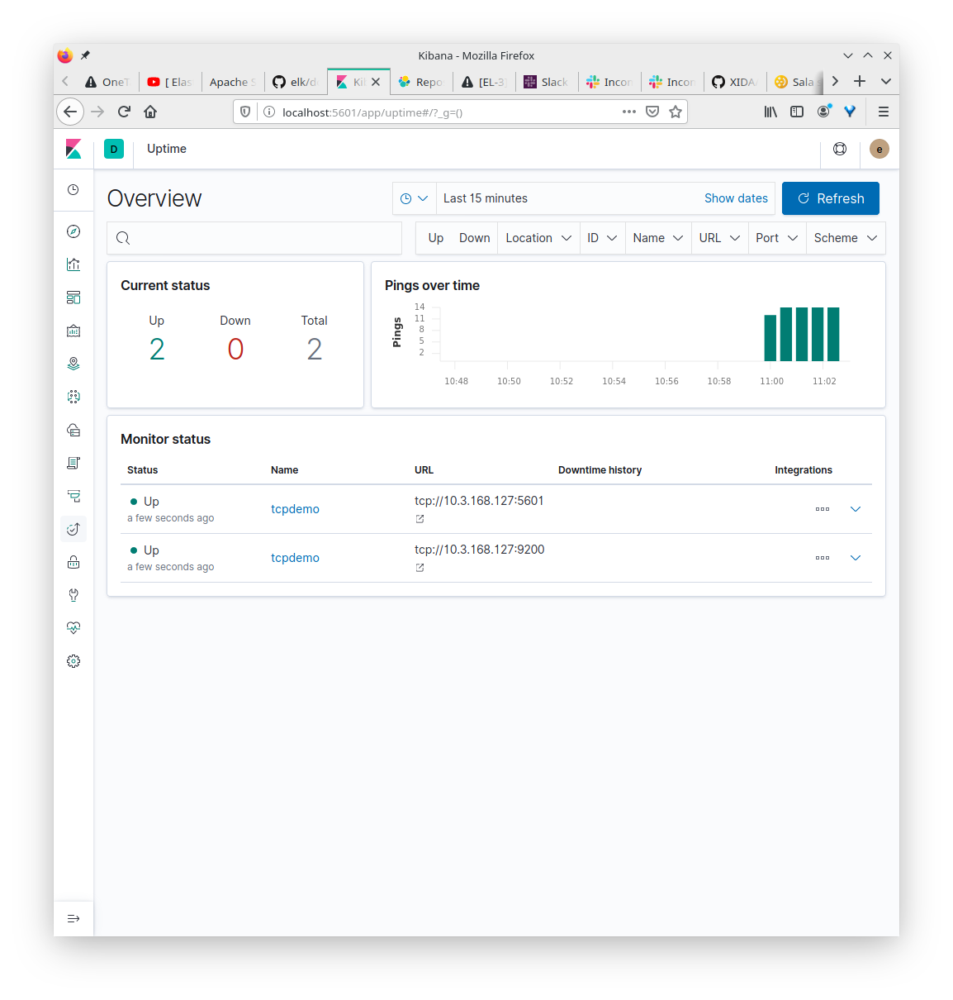 Kibana - Mozilla Firefox
OneT [ Elas Apache S elk/d Ki Repo [EL-3] Slack Incom Incom XIDA/ Sala s
localhost:5601/app/uptime#/?_g=()
D Uptime e
Overview
Last 15 minutes Show dates Refresh
Up Down Location ID Name URL Port Scheme
Current status
Up Down Total
2 0 2
Pings over time
Pings
14
11
8
5
2
10:48 10:50 10:52 10:54 10:56 10:58 11:00 11:02
Monitor status
Status Name URL Downtime history Integrations
Up tcpdemo tcp://10.3.168.127:5601
a few seconds ago
Up tcpdemo tcp://10.3.168.127:9200
a few seconds ago